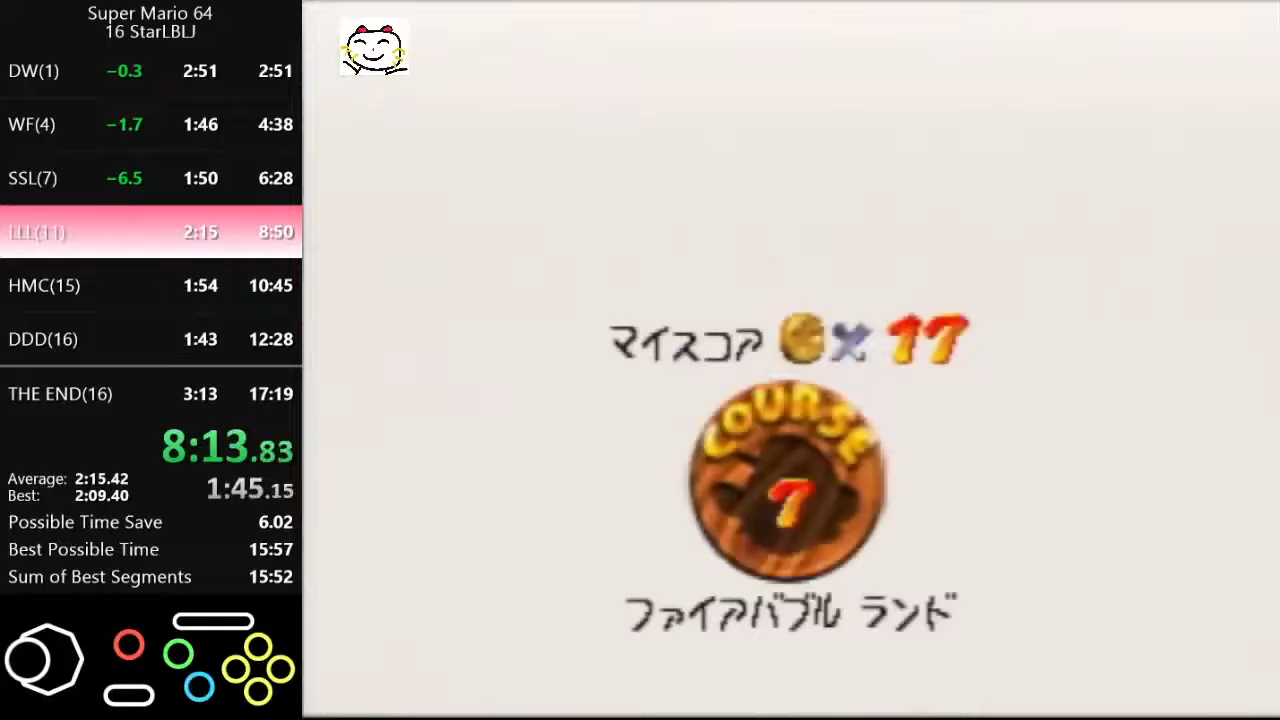 Super Mario 64
16 StarLBLJ
DW(1) −0.3 2:51 2:51
WF(4) −1.7 1:46 4:38
SSL(7) −6.5 1:50 6:28
LLL(11) 2:15 8:50
HMC(15) 1:54 10:45
DDD(16) 1:43 12:28
THE END(16) 3:13 17:19
8:13.83
Average: 2:15.42
Best: 2:09.40
1:45.15
Possible Time Save 6.02
Best Possible Time 15:57
Sum of Best Segments 15:52
マイスコア × 17
COURSE
7
ファイアバブル ランド